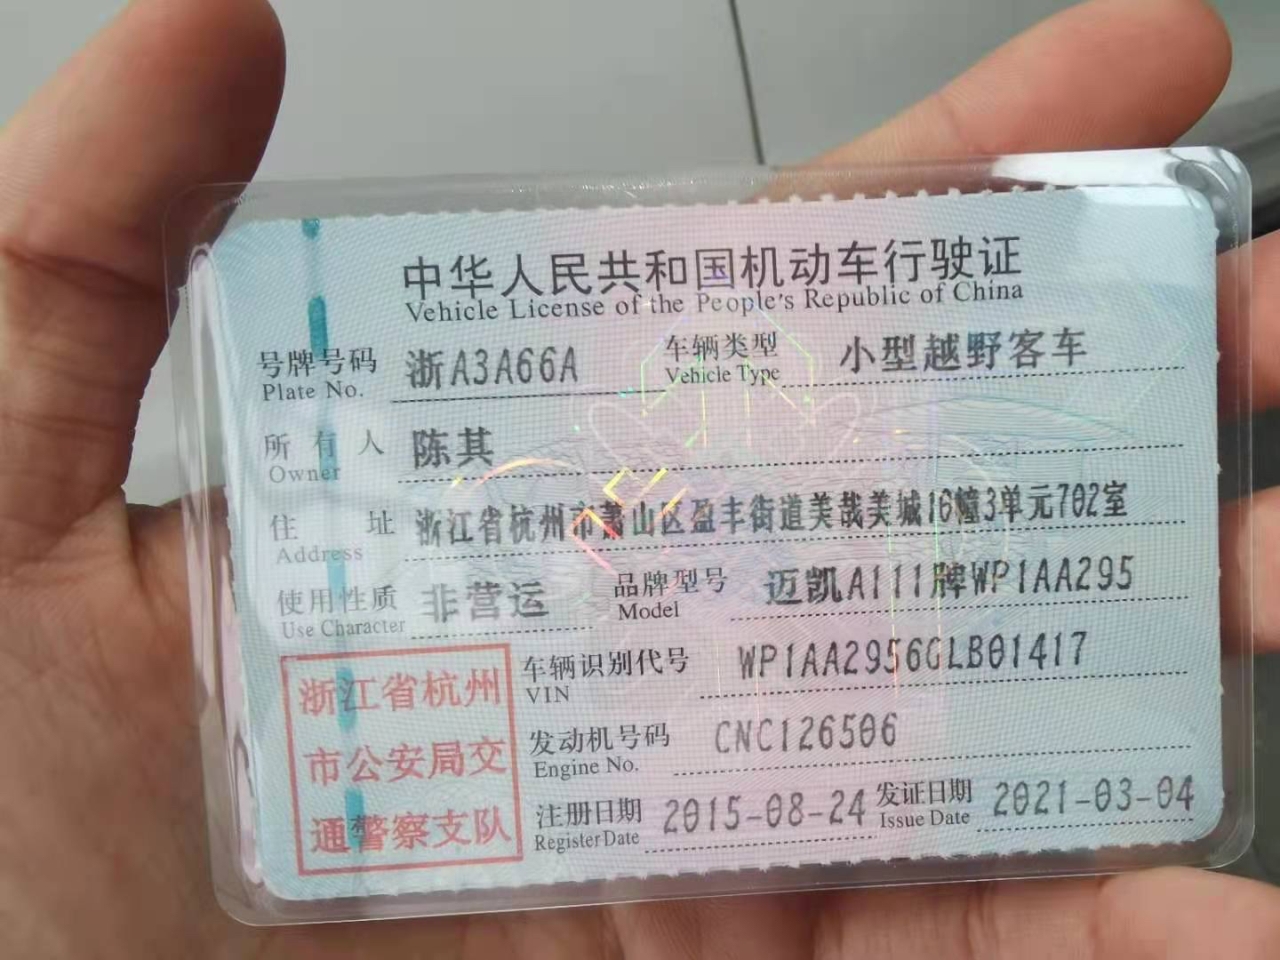 中华人民共和国机动车行驶证
Vehicle License of the People's Republic of China
号牌号码 浙A3A66A 车辆类型 小型越野客车
Plate No. Vehicle Type
所有人 陈其
Owner
住址 浙江省杭州市萧山区盈丰街道美哉美城16幢3单元702室
Address
使用性质 非营运 品牌型号 迈凯A111牌WP1AA295
Use Character Model
浙江省杭州
市公安局交
通警察支队
车辆识别代号 WP1AA2956GLB01417
VIN
发动机号码 CNC126506
Engine No.
注册日期 2015-08-24 发证日期 2021-03-04
Register Date Issue Date